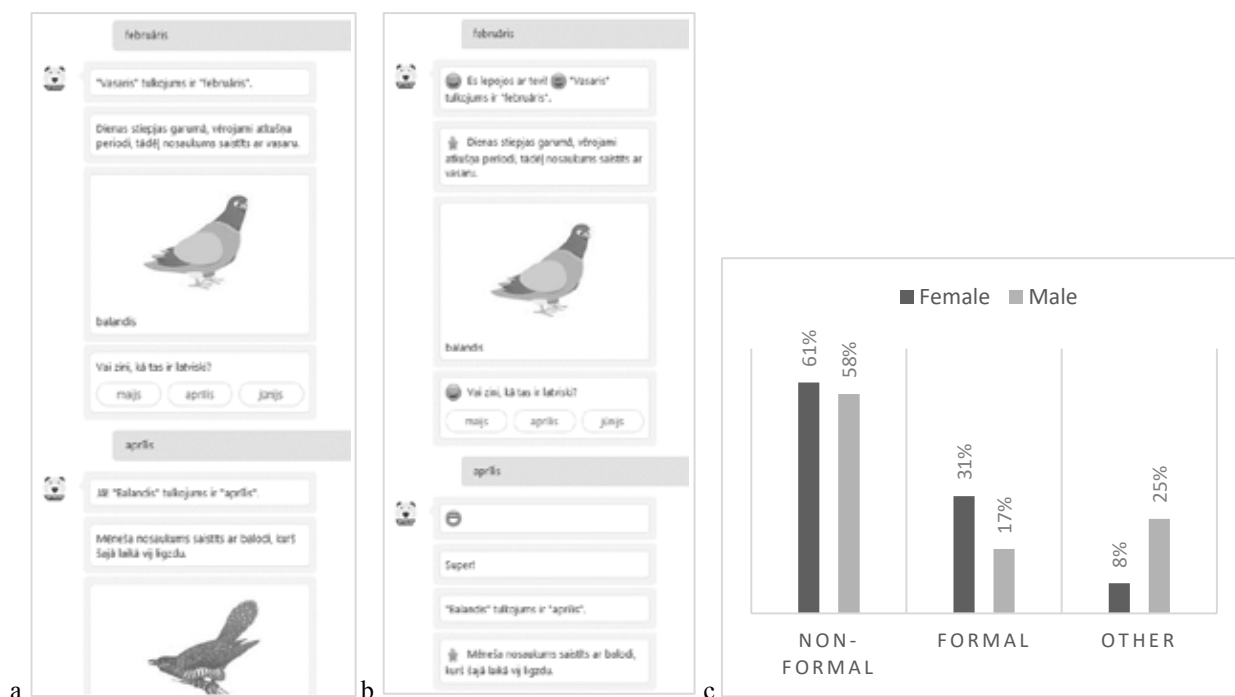 februāris
"Vasaris" tulkojums ir "februāris".
Dienas stiepjas garumā, vērojami atkušņa
periodi, tādēļ nosaukums saistīts ar vasaru.
balandis
Vai zini, kā tas ir latviski?
maijs aprīlis jūnijs
aprīlis
Jā! "Balandis" tulkojums ir "aprīlis".
Mēneša nosaukums saistīts ar balodi, kurš
šajā laikā vij ligzdu.
a
februāris
Es lepojos ar tevi! "Vasaris"
tulkojums ir "februāris".
Dienas stiepjas garumā, vērojami
atkušņa periodi, tādēļ nosaukums saistīts ar
vasaru.
balandis
Vai zini, kā tas ir latviski?
maijs aprīlis jūnijs
aprīlis
Super!
"Balandis" tulkojums ir "aprīlis".
Mēneša nosaukums saistīts ar balodi,
kurš šajā laikā vij ligzdu.
b
Female Male
61% 58% 31% 17% 8% 25%
NON-
FORMAL FORMAL OTHER
c